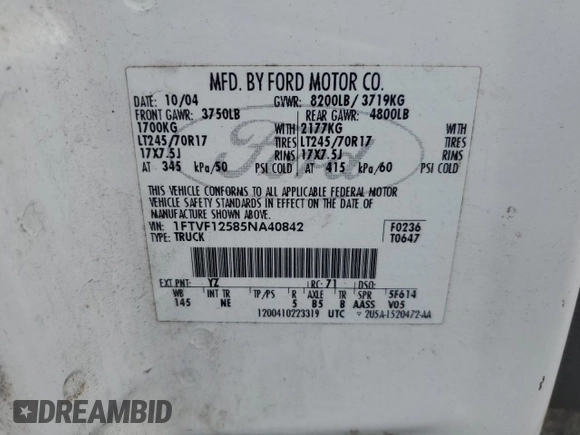 MFD. BY FORD MOTOR CO.
DATE: 10/04 GVWR: 8200LB/ 3719KG
FRONT GAWR: 3750LB REAR GAWR: 4800LB
1700KG WITH 2177KG WITH
LT245/70R17 TIRES LT245/70R17 TIRES
17X7.5J RIMS 17X7.5J RIMS
AT 345 kPa/50 PSI COLD AT 415 kPa/60 PSI COLD
THIS VEHICLE CONFORMS TO ALL APPLICABLE FEDERAL MOTOR
VEHICLE SAFETY STANDARDS IN EFFECT ON THE DATE OF
MANUFACTURE SHOWN ABOVE.
VIN: 1FTVF12585NA40842 F0236
TYPE: TRUCK T0647
EXT PNT: YZ RC: 71 DSO:
WB INT TR TP/PS R AXLE TR SPR 5F614
145 NE 5 B5 B AASS V05
1200410223319 UTC 2U5A-1520472-AA
Ford
DREAMBID